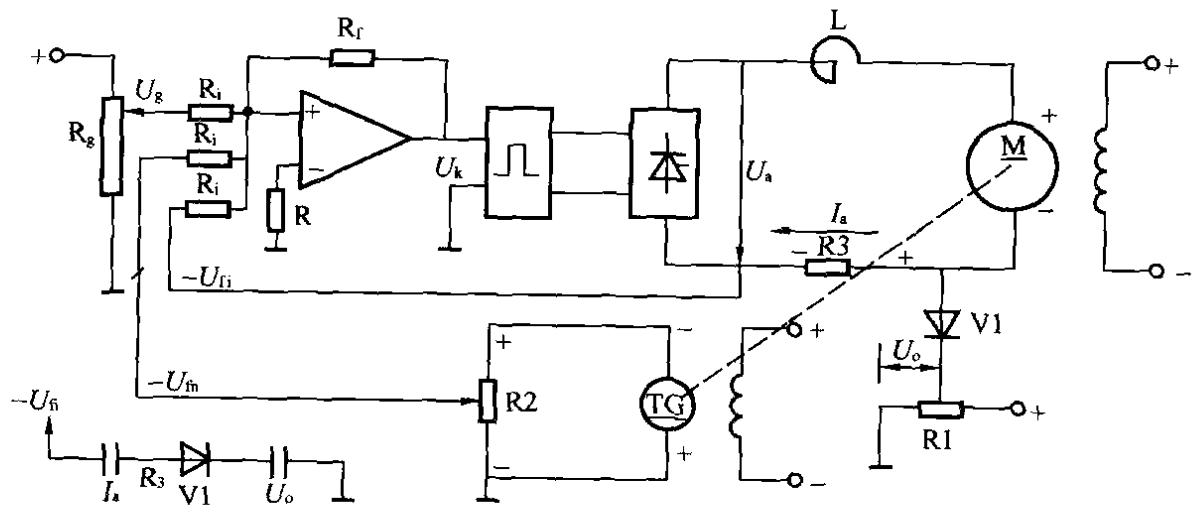 L
R_f
+
U_g
R_i
+
+
R_g
R_i
+
M
−
U_k
U_a
R_i
R
I_a
−
− R3 +
−
−U_fi
V1
+
−
+
U_o
−U_fn
R2
TG
+
−U_fi
R1
−
+
I_a
R_3
V1
U_o
−